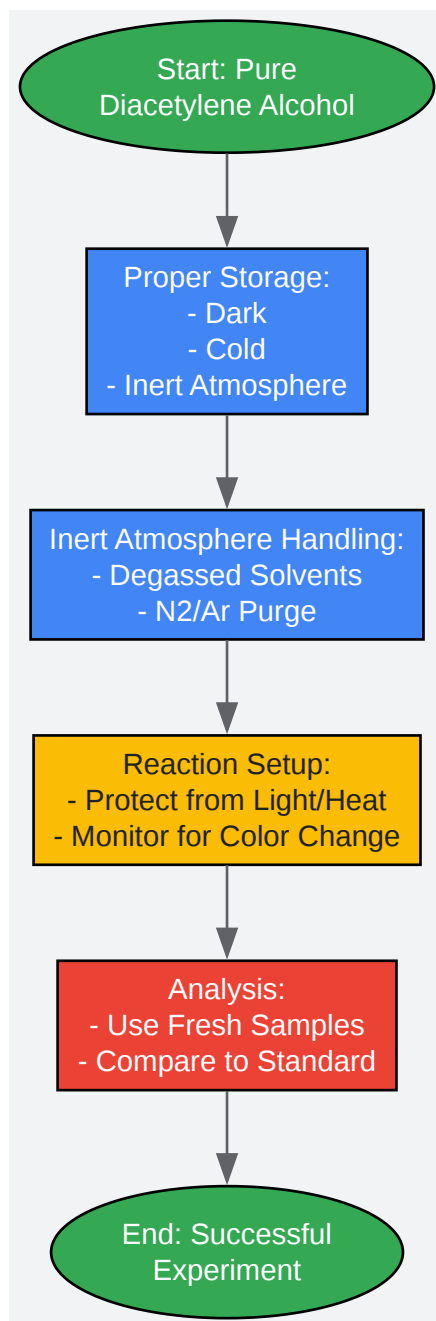 Start: Pure
Diacetylene Alcohol
Proper Storage:
- Dark
- Cold
- Inert Atmosphere
Inert Atmosphere Handling:
- Degassed Solvents
- N2/Ar Purge
Reaction Setup:
- Protect from Light/Heat
- Monitor for Color Change
Analysis:
- Use Fresh Samples
- Compare to Standard
End: Successful
Experiment